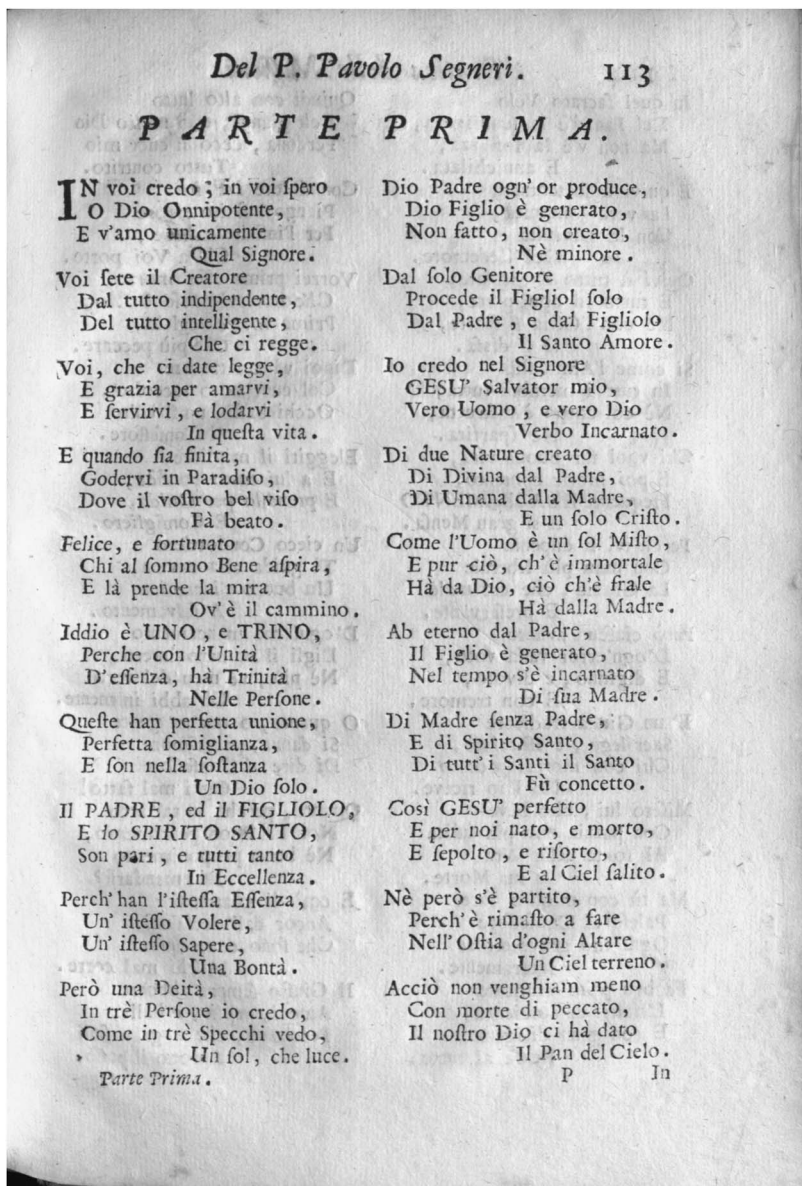 Del P. Pavolo Segneri. 113
PARTE PRIMA.
IN voi credo; in voi ſpero
O Dio Onnipotente,
E v'amo unicamente
Qual Signore.
Voi ſete il Creatore
Dal tutto indipendente,
Del tutto intelligente,
Che ci regge.
Voi, che ci date legge,
E grazia per amarvi,
E ſervirvi, e lodarvi
In queſta vita.
E quando ſia finita,
Godervi in Paradiſo,
Dove il voſtro bel viſo
Fà beato.
Felice, e fortunato
Chi al ſommo Bene aſpira,
E là prende la mira
Ov'è il cammino.
Iddio è UNO, e TRINO,
Perche con l'Unità
D'eſſenza, hà Trinità
Nelle Perſone.
Queſte han perfetta unione,
Perfetta ſomiglianza,
E ſon nella ſoſtanza
Un Dio ſolo.
Il PADRE, ed il FIGLIOLO,
E lo SPIRITO SANTO,
Son pari, e tutti tanto
In Eccellenza.
Perch'han l'iſteſſa Eſſenza,
Un' iſteſſo Volere,
Un' iſteſſo Sapere,
Una Bontà.
Però una Deità,
In trè Perſone io credo,
Come in trè Specchi vedo,
Un ſol, che luce.
Parte Prima.
Dio Padre ogn' or produce,
Dio Figlio è generato,
Non fatto, non creato,
Nè minore.
Dal ſolo Genitore
Procede il Figliol ſolo
Dal Padre, e dal Figliolo
Il Santo Amore.
Io credo nel Signore
GESU' Salvator mio,
Vero Uomo, e vero Dio
Verbo Incarnato.
Di due Nature creato
Di Divina dal Padre,
Di Umana dalla Madre,
E un ſolo Criſto.
Come l'Uomo è un ſol Miſto,
E pur ciò, ch'è immortale
Hà da Dio, ciò ch'è frale
Hà dalla Madre.
Ab eterno dal Padre,
Il Figlio è generato,
Nel tempo s'è incarnato
Di ſua Madre.
Di Madre ſenza Padre,
E di Spirito Santo,
Di tutt'i Santi il Santo
Fù concetto.
Così GESU' perfetto
E per noi nato, e morto,
E ſepolto, e riſorto,
E al Ciel ſalito.
Nè però s'è partito,
Perch'è rimaſto a fare
Nell' Oſtia d'ogni Altare
Un Ciel terreno.
Acciò non venghiam meno
Con morte di peccato,
Il noſtro Dio ci hà dato
Il Pan del Cielo.
P In